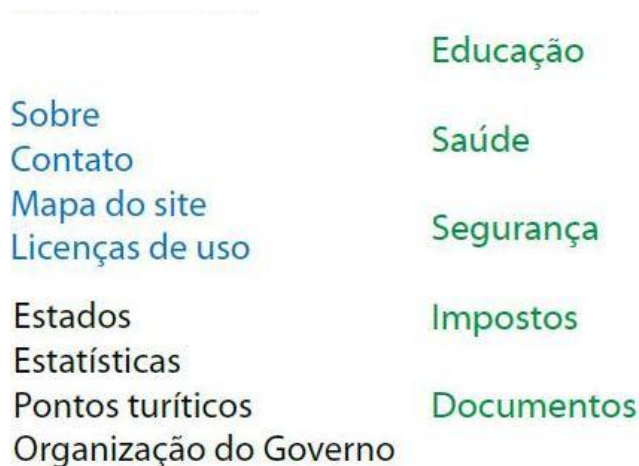 Sobre
Contato
Mapa do site
Licenças de uso
Estados
Estatísticas
Pontos turíticos
Organização do Governo
Educação
Saúde
Segurança
Impostos
Documentos